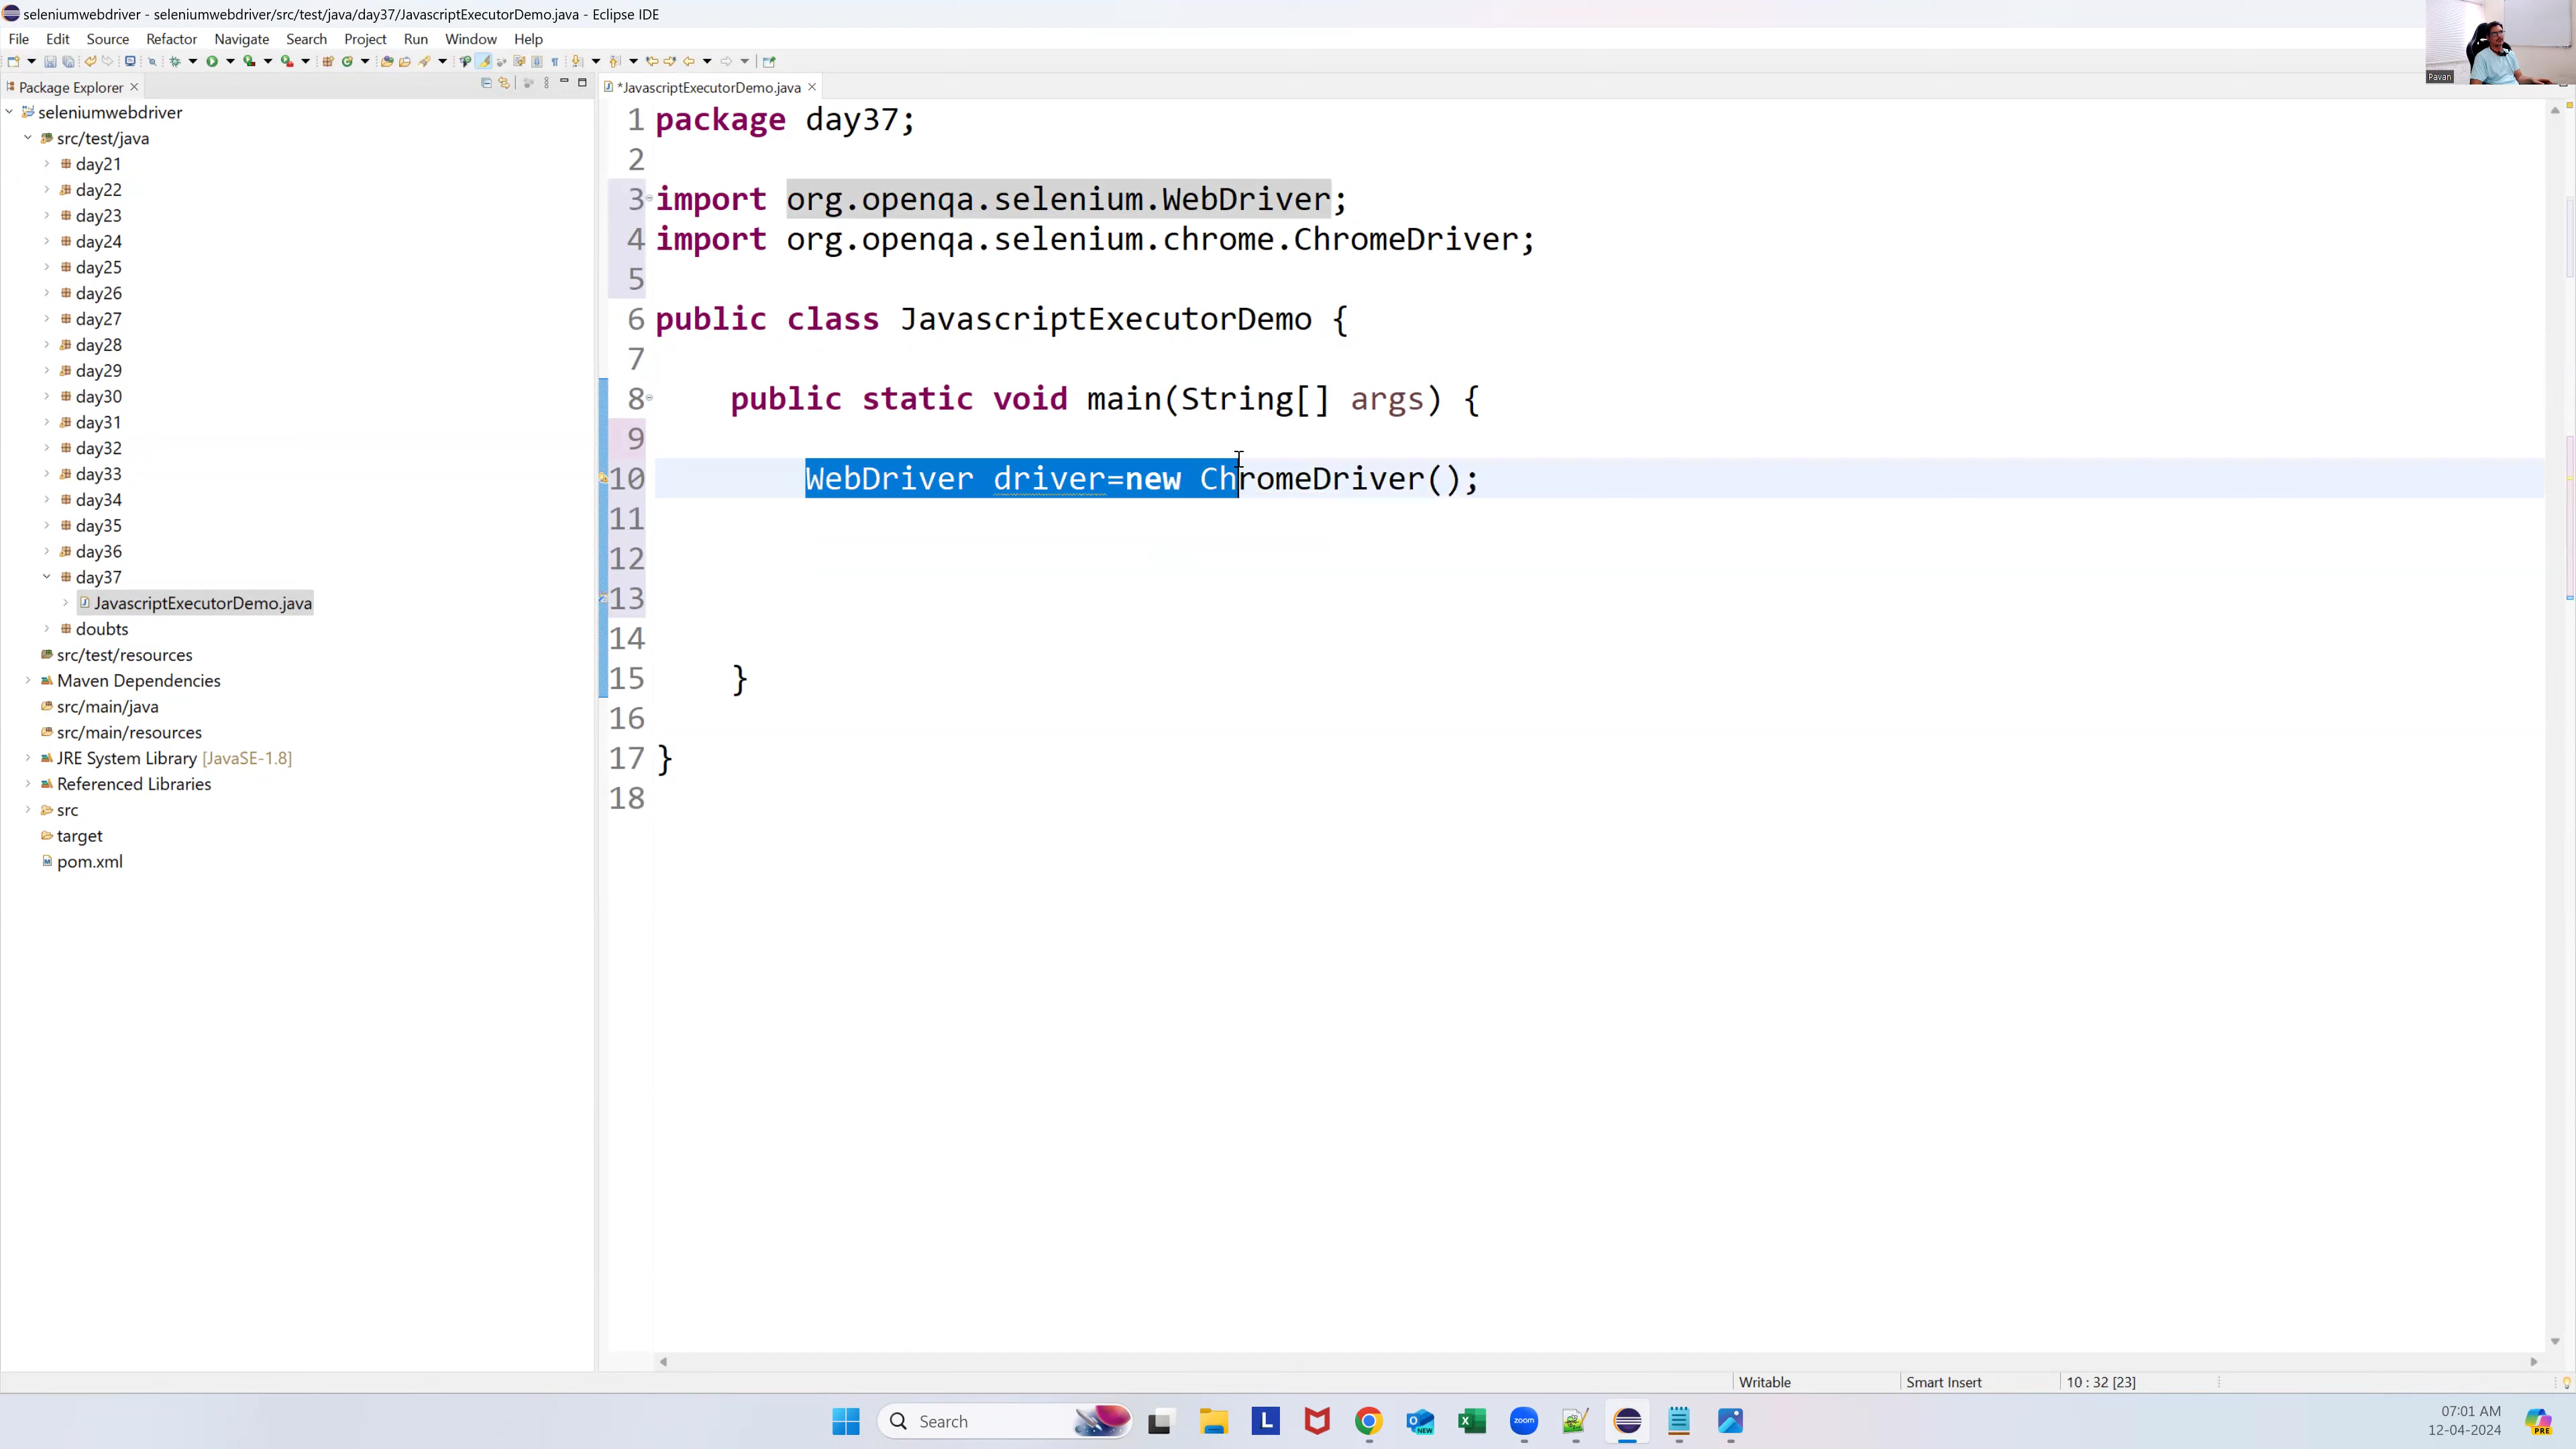 seleniumwebdriver - seleniumwebdriver/src/test/java/day37/JavascriptExecutorDemo.java - Eclipse IDE
File Edit Source Refactor Navigate Search Project Run Window Help
Pavan
Package Explorer
*JavascriptExecutorDemo.java
seleniumwebdriver
src/test/java
day21
day22
day23
day24
day25
day26
day27
day28
day29
day30
day31
day32
day33
day34
day35
day36
day37
JavascriptExecutorDemo.java
doubts
src/test/resources
Maven Dependencies
src/main/java
src/main/resources
JRE System Library [JavaSE-1.8]
Referenced Libraries
src
target
pom.xml
1 package day37;
2
3 import org.openqa.selenium.WebDriver;
4 import org.openqa.selenium.chrome.ChromeDriver;
5
6 public class JavascriptExecutorDemo {
7
8 public static void main(String[] args) {
9
10 WebDriver driver=new ChromeDriver();
11
12
13
14
15 }
16
17 }
18
Writable Smart Insert 10 : 32 [23]
Search
L
NEW
zoom
07:01 AM
12-04-2024
PRE